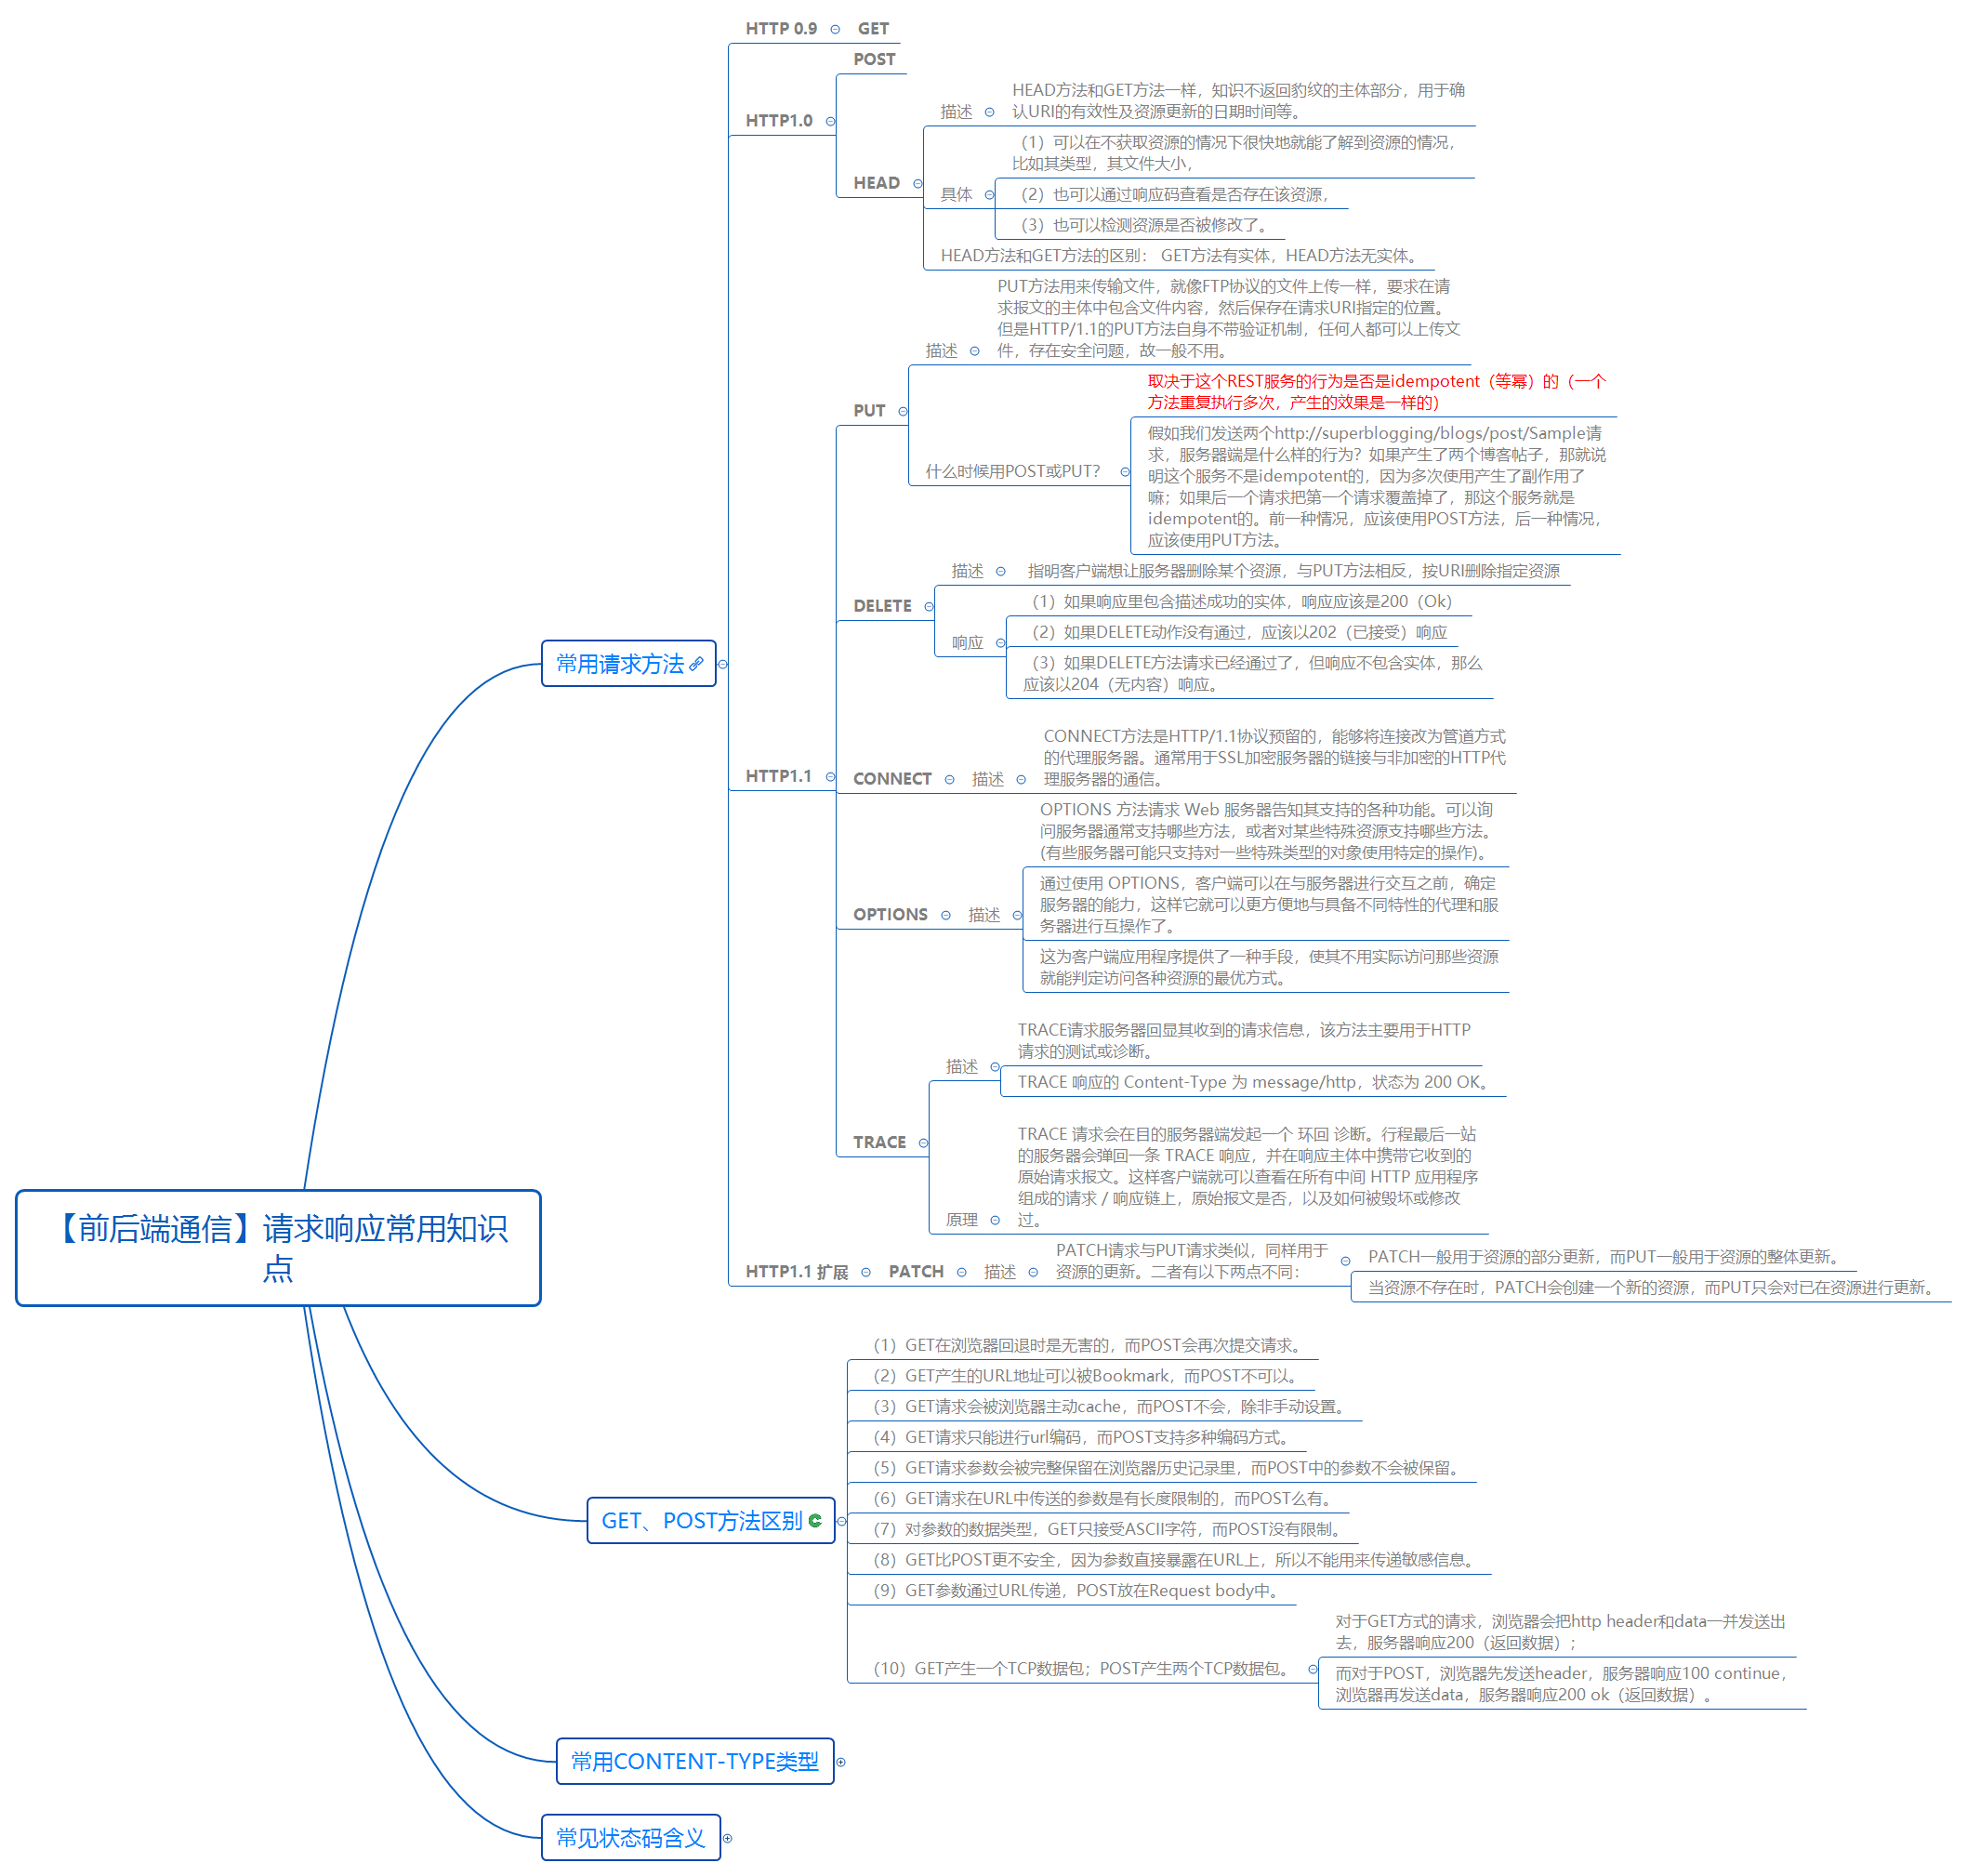 【前后端通信】请求响应常用知识
点
常用请求方法
HTTP 0.9
GET
HTTP1.0
POST
HEAD
描述
HEAD方法和GET方法一样，知识不返回豹纹的主体部分，用于确
认URI的有效性及资源更新的日期时间等。
具体
（1）可以在不获取资源的情况下很快地就能了解到资源的情况，
比如其类型，其文件大小，
（2）也可以通过响应码查看是否存在该资源，
（3）也可以检测资源是否被修改了。
HEAD方法和GET方法的区别： GET方法有实体，HEAD方法无实体。
HTTP1.1
PUT
描述
PUT方法用来传输文件，就像FTP协议的文件上传一样，要求在请
求报文的主体中包含文件内容，然后保存在请求URI指定的位置。
但是HTTP/1.1的PUT方法自身不带验证机制，任何人都可以上传文
件，存在安全问题，故一般不用。
什么时候用POST或PUT？
取决于这个REST服务的行为是否是idempotent（等幂）的（一个
方法重复执行多次，产生的效果是一样的）
假如我们发送两个http://superblogging/blogs/post/Sample请
求，服务器端是什么样的行为？如果产生了两个博客帖子，那就说
明这个服务不是idempotent的，因为多次使用产生了副作用了
嘛；如果后一个请求把第一个请求覆盖掉了，那这个服务就是
idempotent的。前一种情况，应该使用POST方法，后一种情况，
应该使用PUT方法。
DELETE
描述
指明客户端想让服务器删除某个资源，与PUT方法相反，按URI删除指定资源
响应
（1）如果响应里包含描述成功的实体，响应应该是200（Ok）
（2）如果DELETE动作没有通过，应该以202（已接受）响应
（3）如果DELETE方法请求已经通过了，但响应不包含实体，那么
应该以204（无内容）响应。
CONNECT
描述
CONNECT方法是HTTP/1.1协议预留的，能够将连接改为管道方式
的代理服务器。通常用于SSL加密服务器的链接与非加密的HTTP代
理服务器的通信。
OPTIONS
描述
OPTIONS 方法请求 Web 服务器告知其支持的各种功能。可以询
问服务器通常支持哪些方法，或者对某些特殊资源支持哪些方法。
(有些服务器可能只支持对一些特殊类型的对象使用特定的操作)。
通过使用 OPTIONS，客户端可以在与服务器进行交互之前，确定
服务器的能力，这样它就可以更方便地与具备不同特性的代理和服
务器进行互操作了。
这为客户端应用程序提供了一种手段，使其不用实际访问那些资源
就能判定访问各种资源的最优方式。
TRACE
描述
TRACE请求服务器回显其收到的请求信息，该方法主要用于HTTP
请求的测试或诊断。
TRACE 响应的 Content-Type 为 message/http，状态为 200 OK。
原理
TRACE 请求会在目的服务器端发起一个 环回 诊断。行程最后一站
的服务器会弹回一条 TRACE 响应，并在响应主体中携带它收到的
原始请求报文。这样客户端就可以查看在所有中间 HTTP 应用程序
组成的请求 / 响应链上，原始报文是否，以及如何被毁坏或修改
过。
HTTP1.1 扩展
PATCH
描述
PATCH请求与PUT请求类似，同样用于
资源的更新。二者有以下两点不同：
PATCH一般用于资源的部分更新，而PUT一般用于资源的整体更新。
当资源不存在时，PATCH会创建一个新的资源，而PUT只会对已在资源进行更新。
GET、POST方法区别
（1）GET在浏览器回退时是无害的，而POST会再次提交请求。
（2）GET产生的URL地址可以被Bookmark，而POST不可以。
（3）GET请求会被浏览器主动cache，而POST不会，除非手动设置。
（4）GET请求只能进行url编码，而POST支持多种编码方式。
（5）GET请求参数会被完整保留在浏览器历史记录里，而POST中的参数不会被保留。
（6）GET请求在URL中传送的参数是有长度限制的，而POST么有。
（7）对参数的数据类型，GET只接受ASCII字符，而POST没有限制。
（8）GET比POST更不安全，因为参数直接暴露在URL上，所以不能用来传递敏感信息。
（9）GET参数通过URL传递，POST放在Request body中。
（10）GET产生一个TCP数据包；POST产生两个TCP数据包。
对于GET方式的请求，浏览器会把http header和data一并发送出
去，服务器响应200（返回数据）；
而对于POST，浏览器先发送header，服务器响应100 continue，
浏览器再发送data，服务器响应200 ok（返回数据）。
常用CONTENT-TYPE类型
常见状态码含义